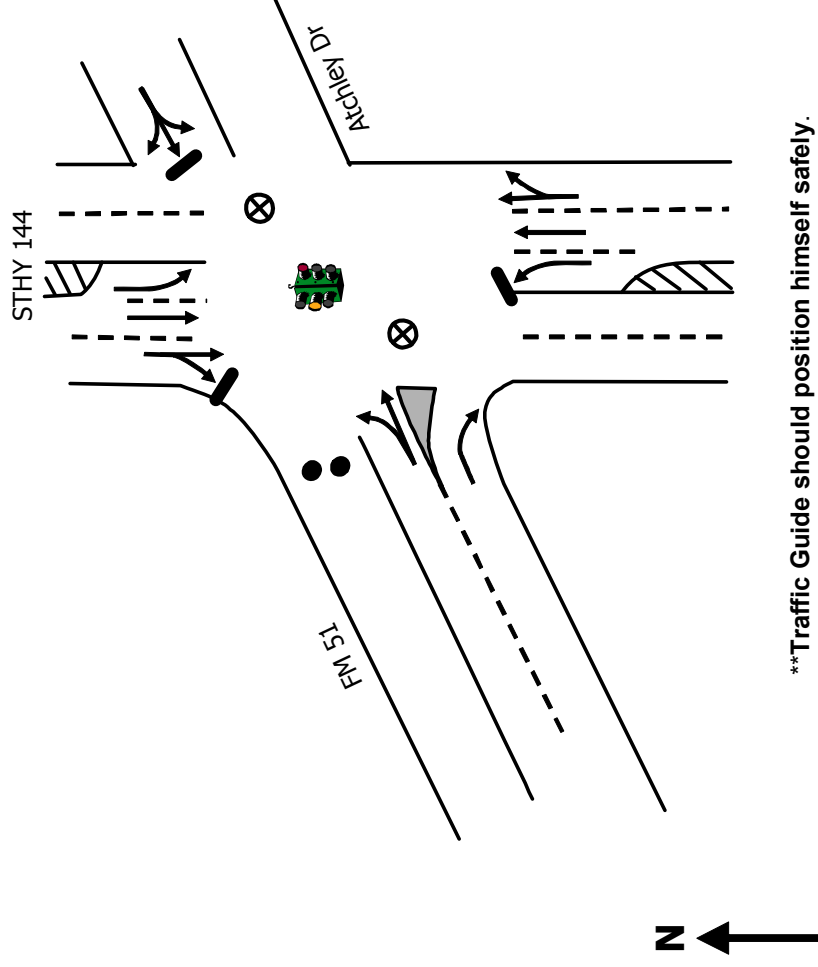 STHY 144
Atchley Dr
FM 51
**Traffic Guide should position himself safely.
N